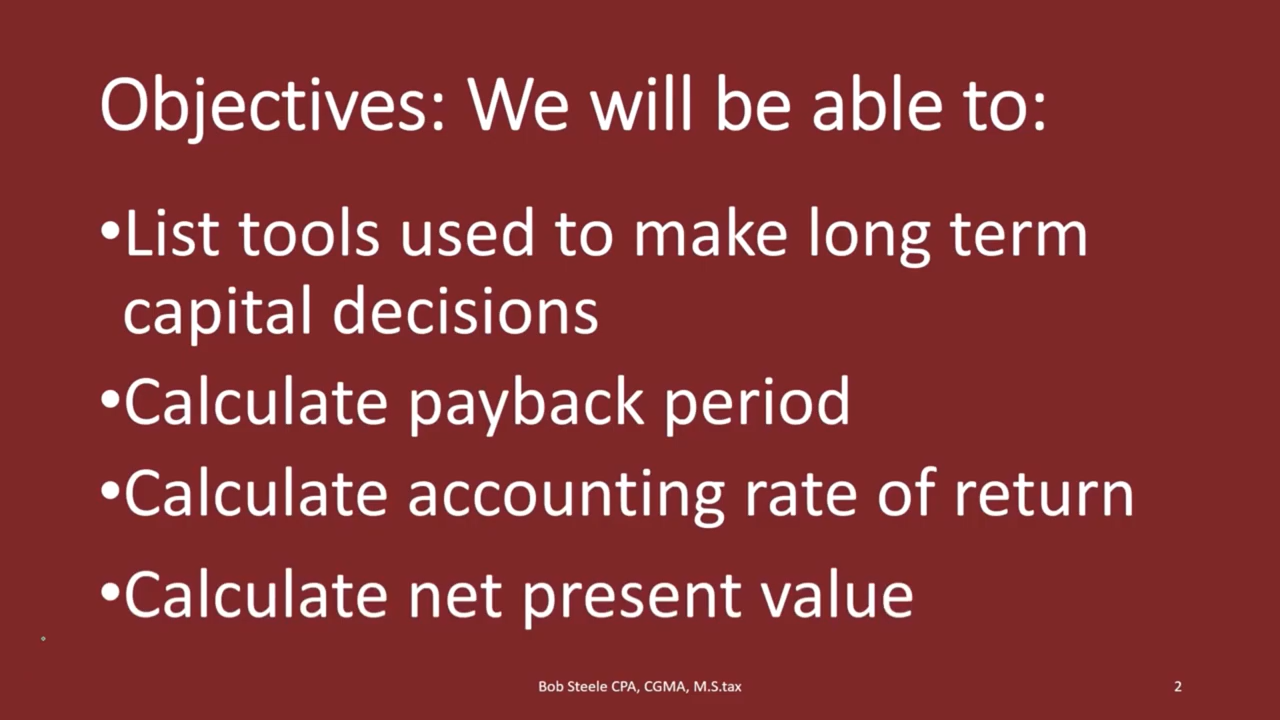 Objectives: We will be able to:
•List tools used to make long term
capital decisions
•Calculate payback period
•Calculate accounting rate of return
•Calculate net present value
Bob Steele CPA, CGMA, M.S.tax
2